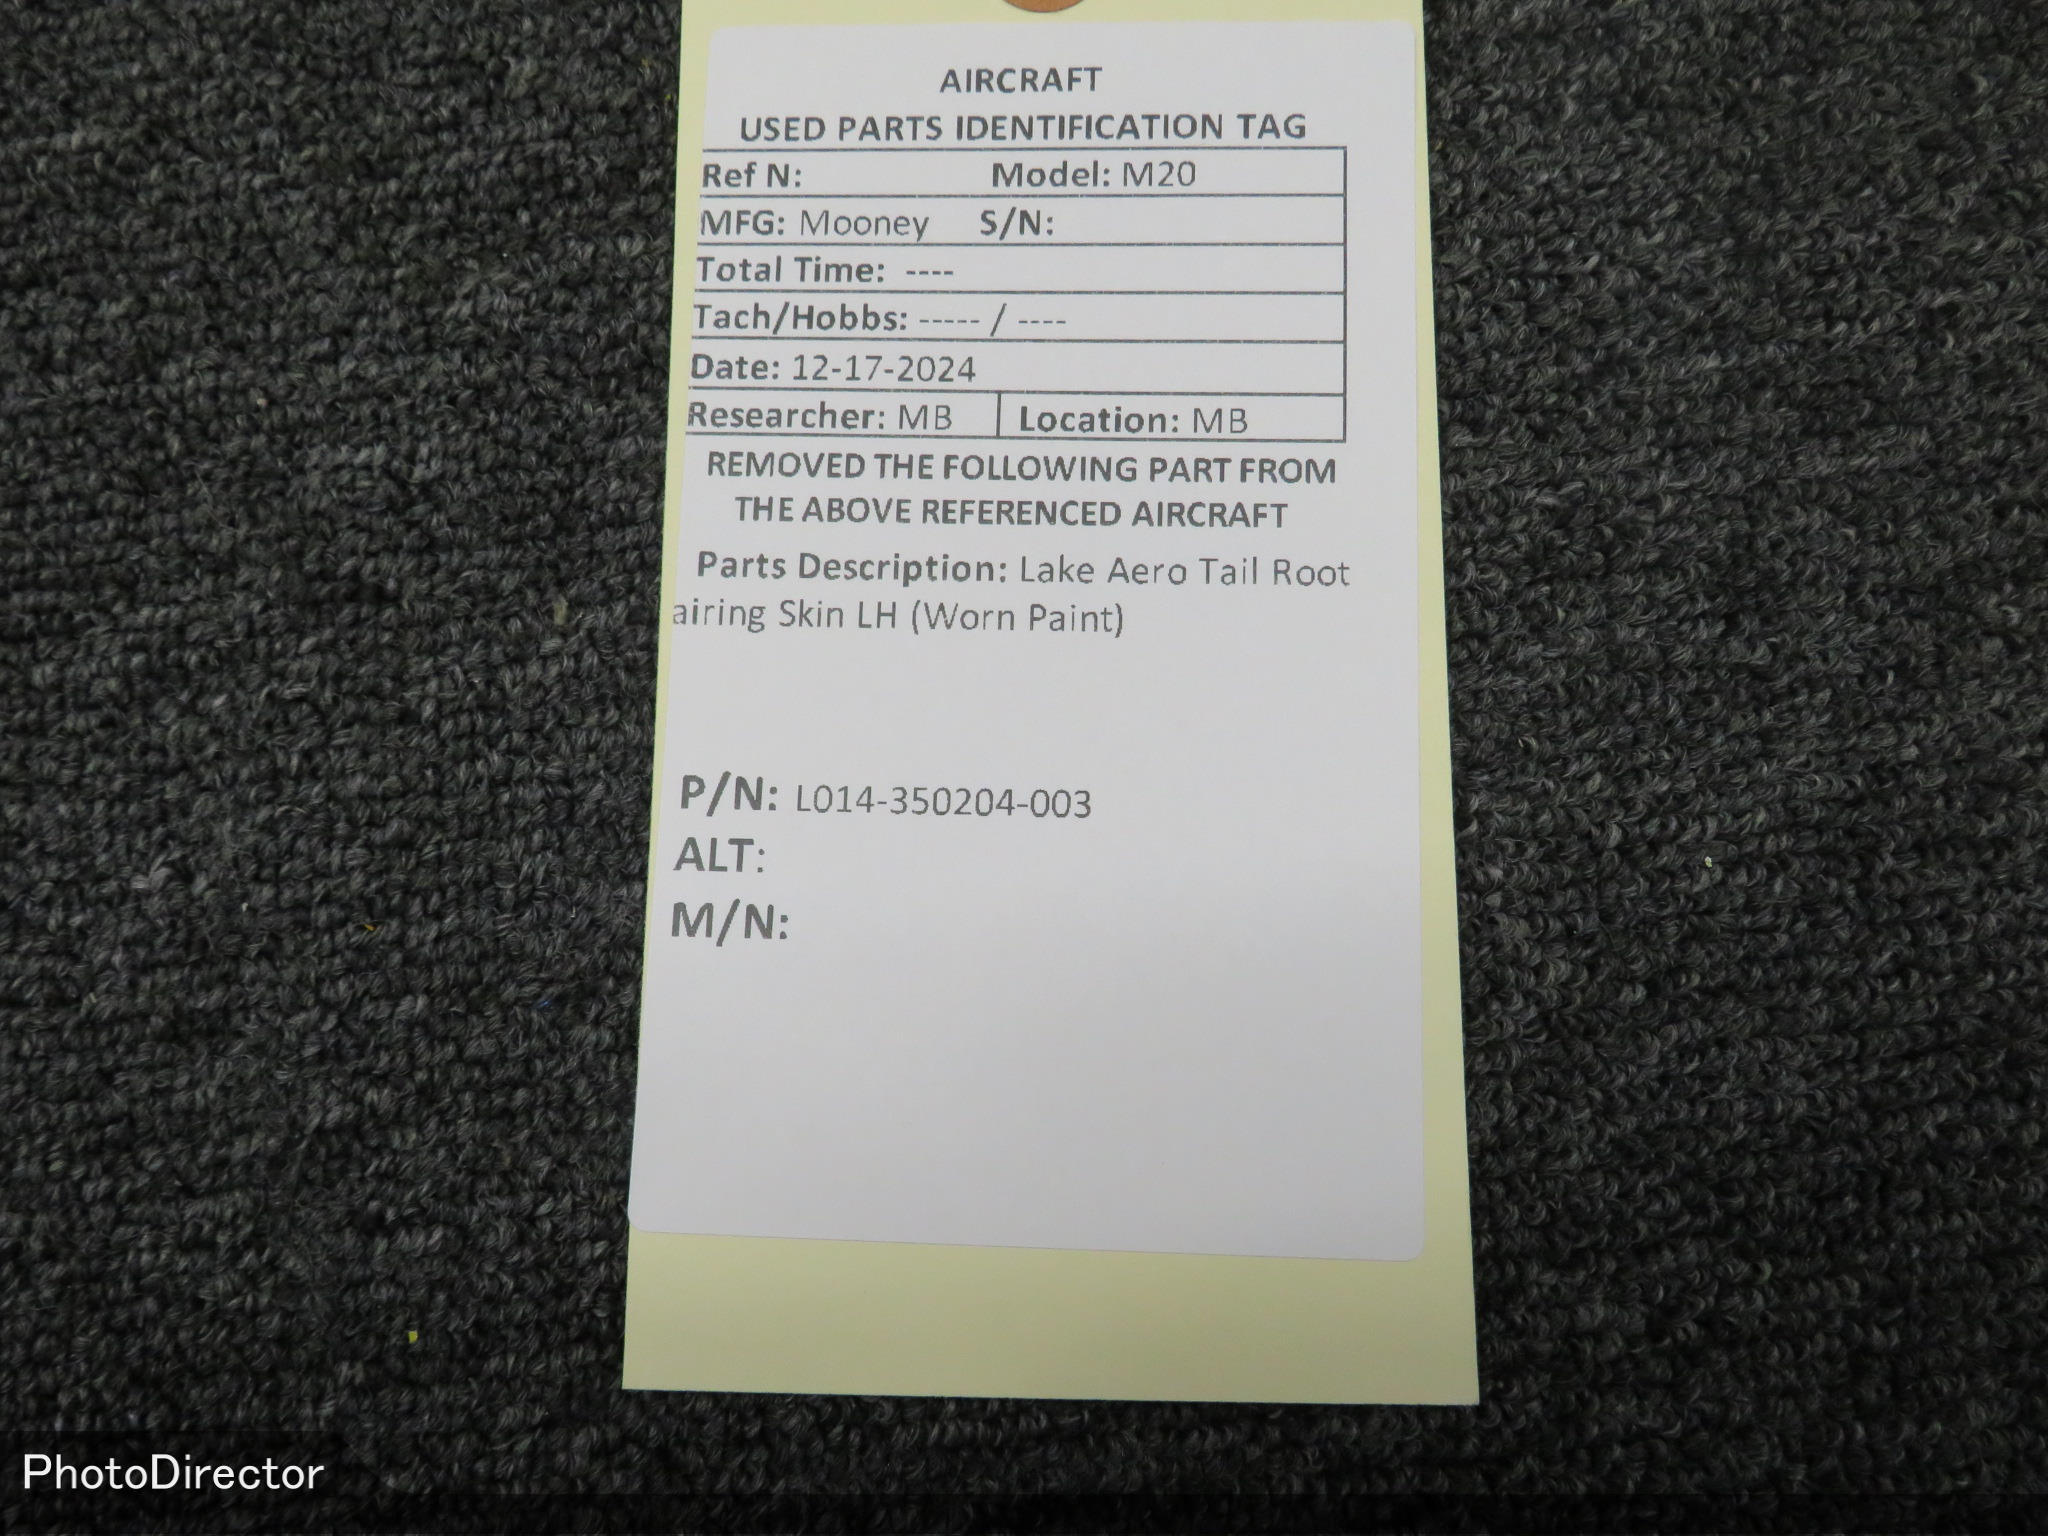 AIRCRAFT
USED PARTS IDENTIFICATION TAG
Ref N: Model: M20
MFG: Mooney S/N:
Total Time: ----
Tach/Hobbs: ----- / ----
Date: 12-17-2024
Researcher: MB Location: MB
REMOVED THE FOLLOWING PART FROM
THE ABOVE REFERENCED AIRCRAFT
Parts Description: Lake Aero Tail Root
airing Skin LH (Worn Paint)
P/N: L014-350204-003
ALT:
M/N:
PhotoDirector